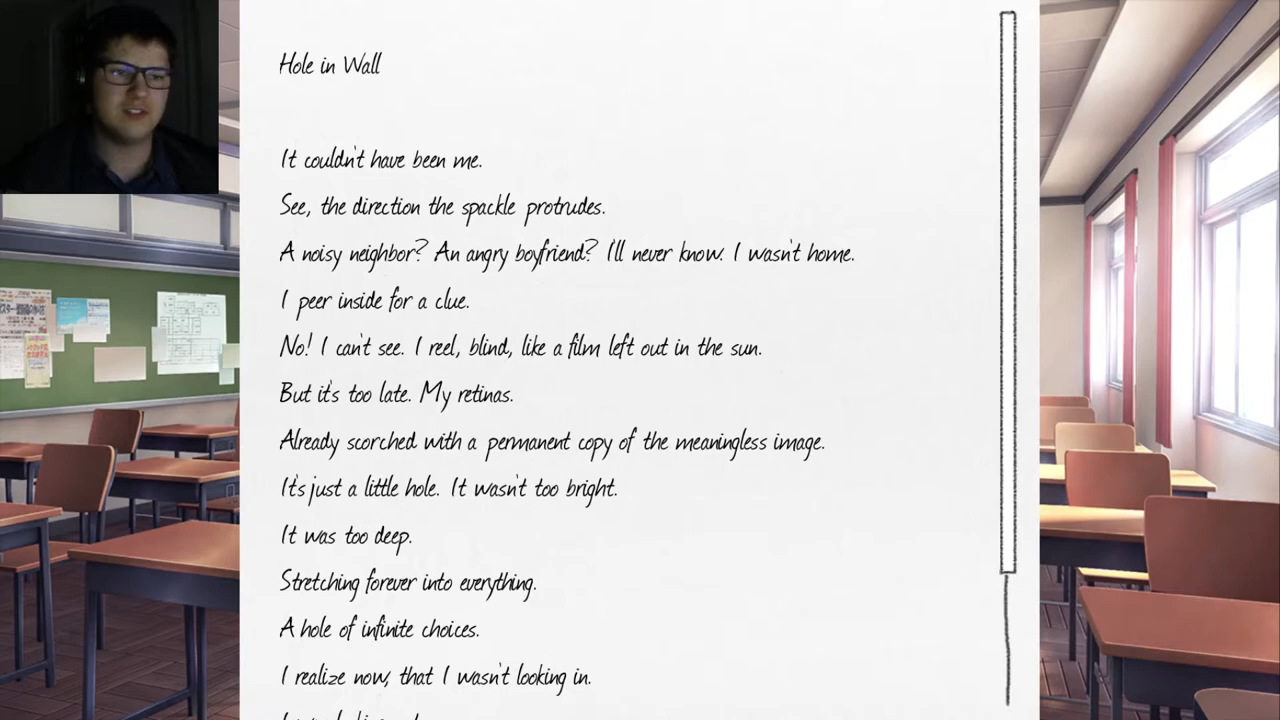 Hole in Wall
It couldn't have been me.
See, the direction the spackle protrudes.
A noisy neighbor? An angry boyfriend? I'll never know. I wasn't home.
I peer inside for a clue.
No! I can't see. I reel, blind, like a film left out in the sun.
But it's too late. My retinas.
Already scorched with a permanent copy of the meaningless image.
It's just a little hole. It wasn't too bright.
It was too deep.
Stretching forever into everything.
A hole of infinite choices.
I realize now, that I wasn't looking in.